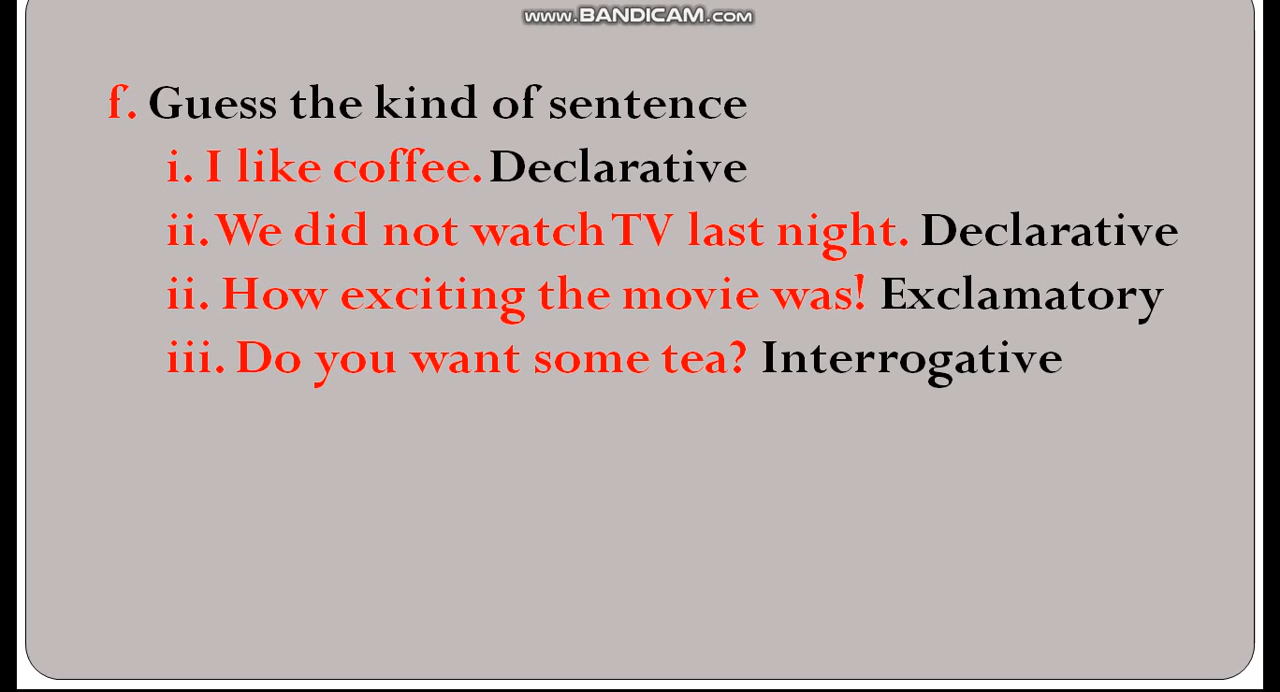 www.BANDICAM.com
f. Guess the kind of sentence
i. I like coffee. Declarative
ii. We did not watch TV last night. Declarative
ii. How exciting the movie was! Exclamatory
iii. Do you want some tea? Interrogative